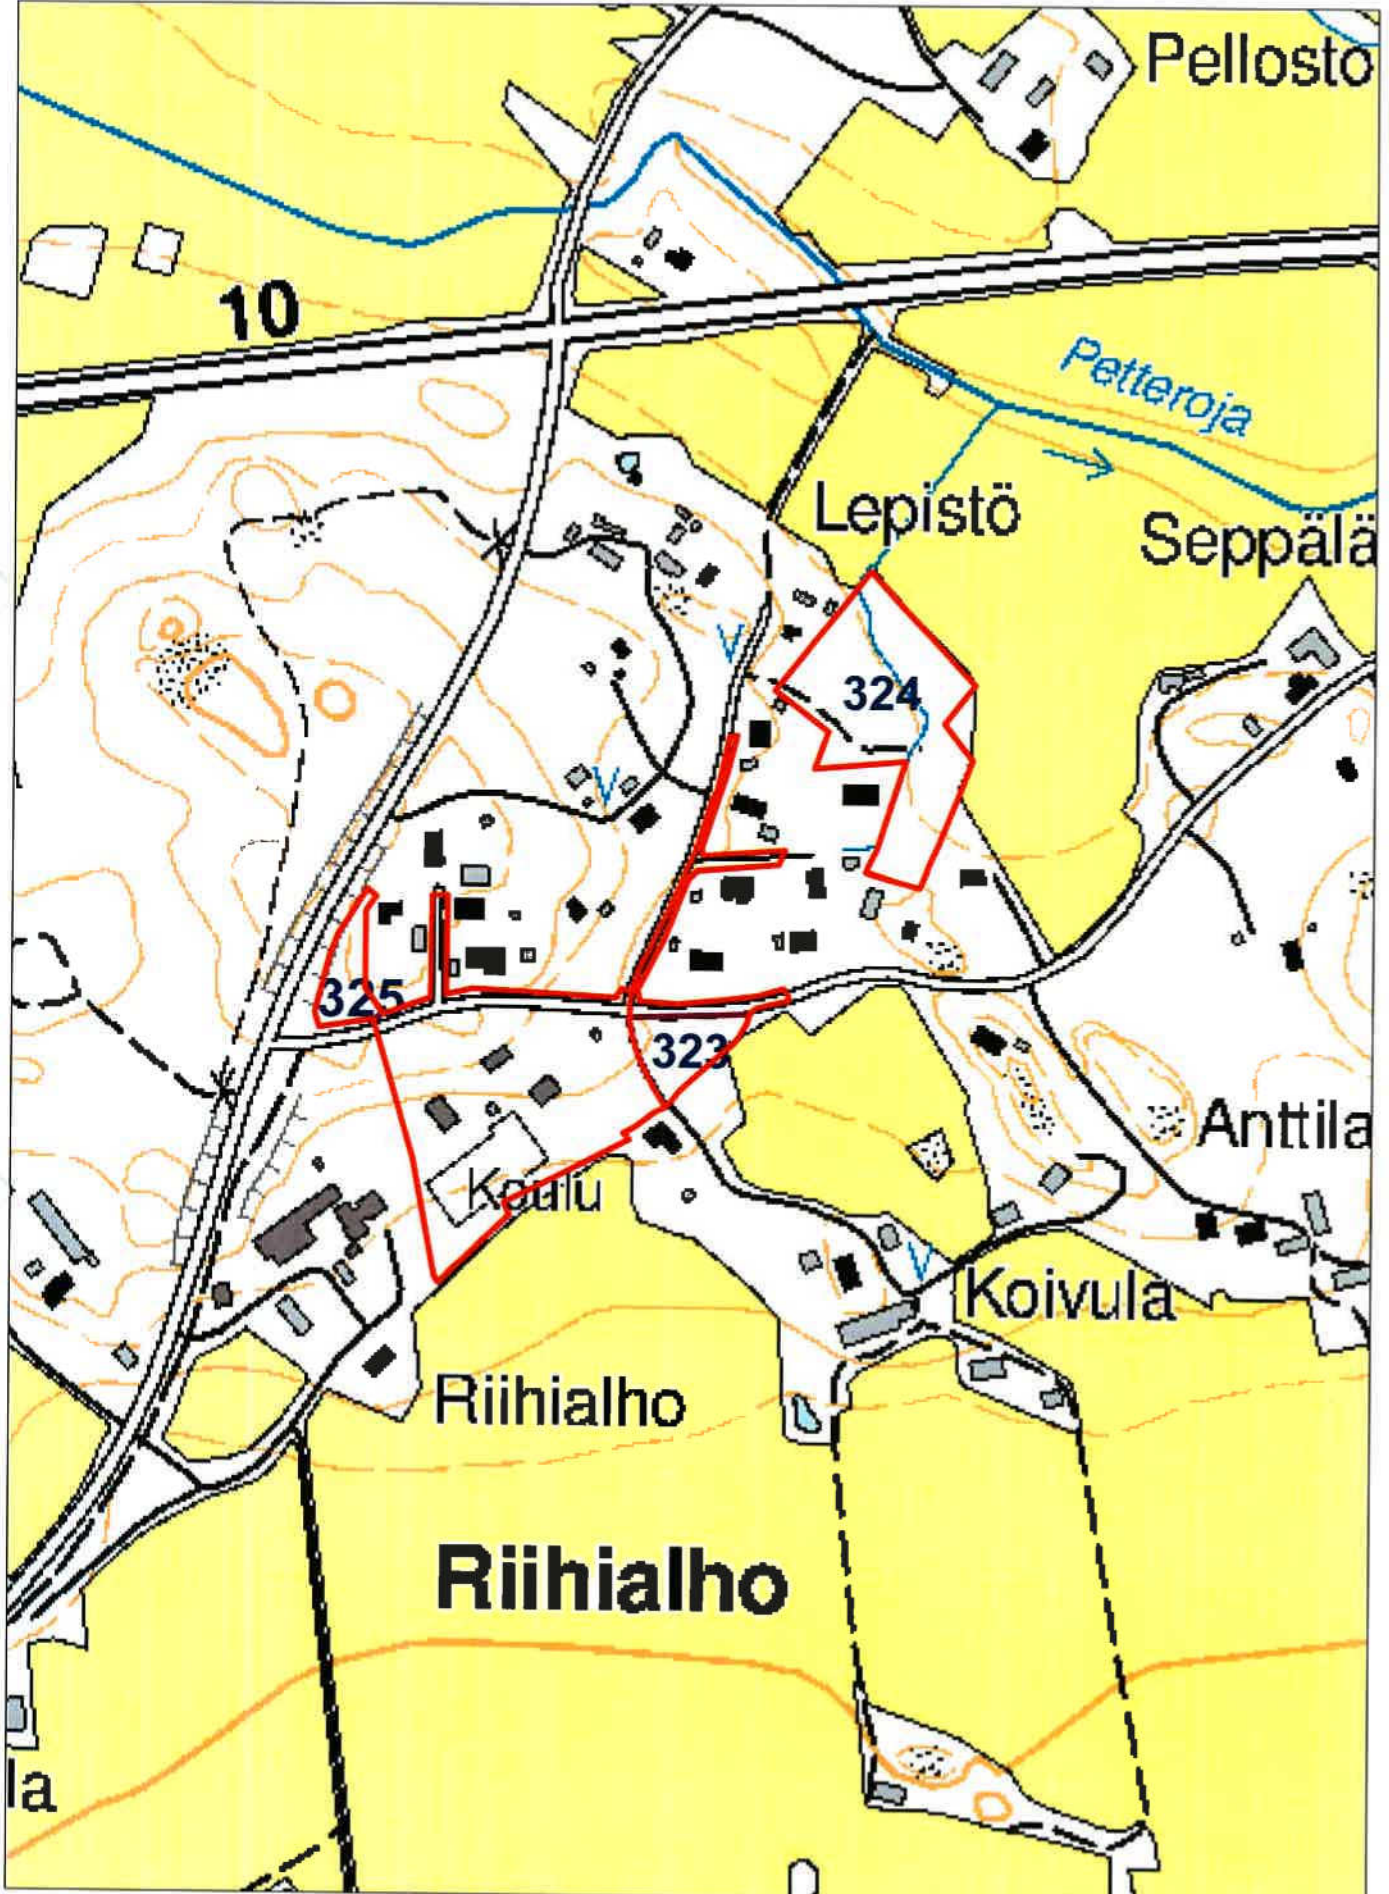 Pellosto
10
Petteroja
Lepistö
Seppälä
324
325
323
Anttila
Koulu
Koivula
Riihialho
Riihialho
la